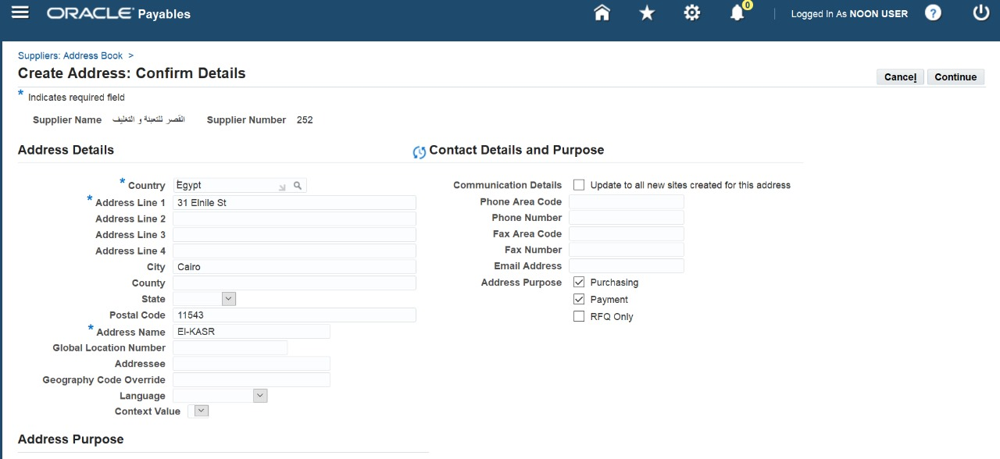 ORACLE Payables
0
Logged In As NOON USER
?
Suppliers: Address Book >
Create Address: Confirm Details
Cancel
Continue
* Indicates required field
Supplier Name القصر للتعبئة و التغليف Supplier Number 252
Address Details
* Country Egypt
* Address Line 1 31 Elnile St
Address Line 2
Address Line 3
Address Line 4
City Cairo
County
State
Postal Code 11543
* Address Name El-KASR
Global Location Number
Addressee
Geography Code Override
Language
Context Value
Contact Details and Purpose
Communication Details Update to all new sites created for this address
Phone Area Code
Phone Number
Fax Area Code
Fax Number
Email Address
Address Purpose Purchasing
Payment
RFQ Only
Address Purpose